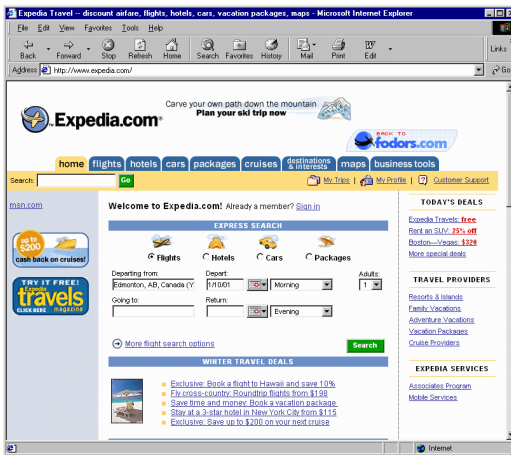 Expedia Travel -- discount airfare, flights, hotels, cars, vacation packages, maps - Microsoft Internet Explorer
File Edit View Favorites Tools Help
Back Forward Stop Refresh Home Search Favorites History Mail Print Edit Links
Address http://www.expedia.com/ Go
Expedia.com
Carve your own path down the mountain
Plan your ski trip now
BACK TO
fodors.com
home flights hotels cars packages cruises destinations & interests maps business tools
Search: Go My Trips | My Profile | Customer Support
msn.com
up to $200
cash back on cruises!
TRY IT FREE!
Expedia
travels
CLICK HERE magazine
Welcome to Expedia.com! Already a member? Sign in
EXPRESS SEARCH
Flights Hotels Cars Packages
Departing from: Depart: Adults:
Edmonton, AB, Canada (Y 1/10/01 Morning 1
Going to: Return:
Evening
More flight search options Search
WINTER TRAVEL DEALS
Exclusive: Book a flight to Hawaii and save 10%
Fly cross-country: Roundtrip flights from $198
Save time and money: Book a vacation package
Stay at a 3-star hotel in New York City from $115
Exclusive: Save up to $200 on your next cruise
TODAY'S DEALS
Expedia Travels: free
Rent an SUV: 25% off
Boston—Vegas: $320
More special deals
TRAVEL PROVIDERS
Resorts & Islands
Family Vacations
Adventure Vacations
Vacation Packages
Cruise Providers
EXPEDIA SERVICES
Associates Program
Mobile Services
Internet